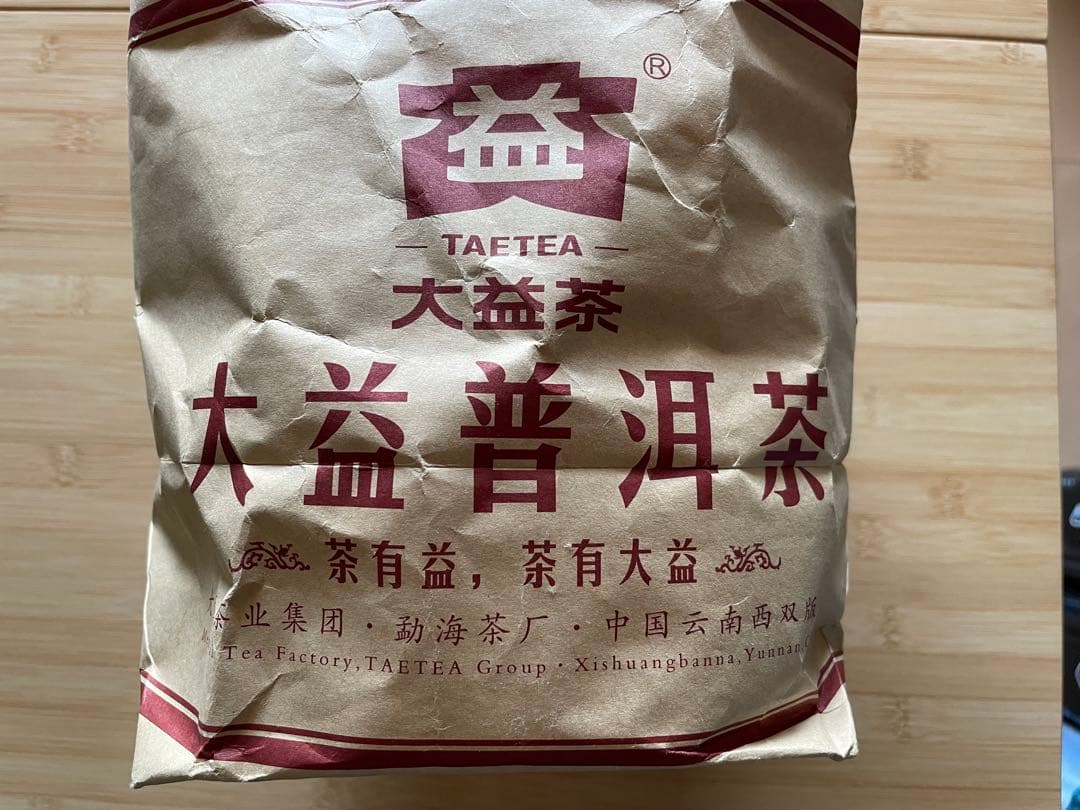 益®
TAETEA
大益茶
大益普洱茶
茶有益，茶有大益
茶业集团·勐海茶厂·中国云南西双版
Tea Factory,TAETEA Group·Xishuangbanna,Yunnan,